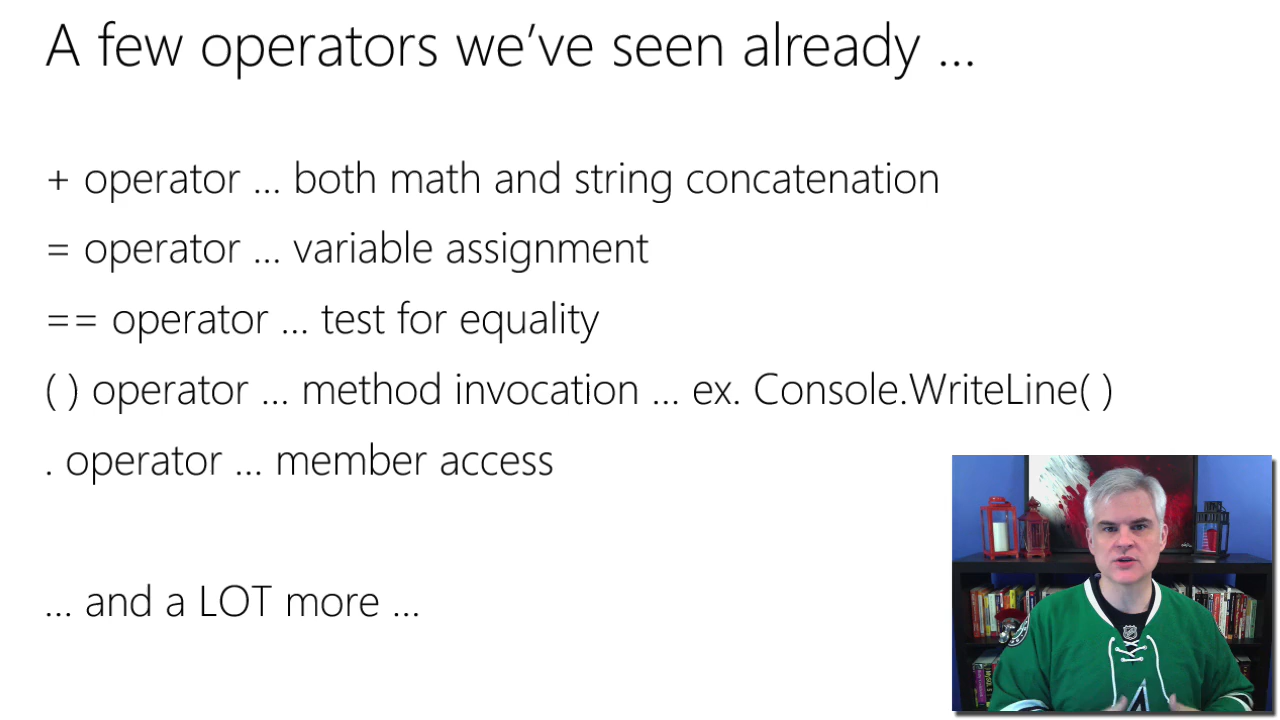 A few operators we've seen already ...
+ operator ... both math and string concatenation
= operator ... variable assignment
== operator ... test for equality
( ) operator ... method invocation ... ex. Console.WriteLine( )
. operator ... member access
... and a LOT more ...